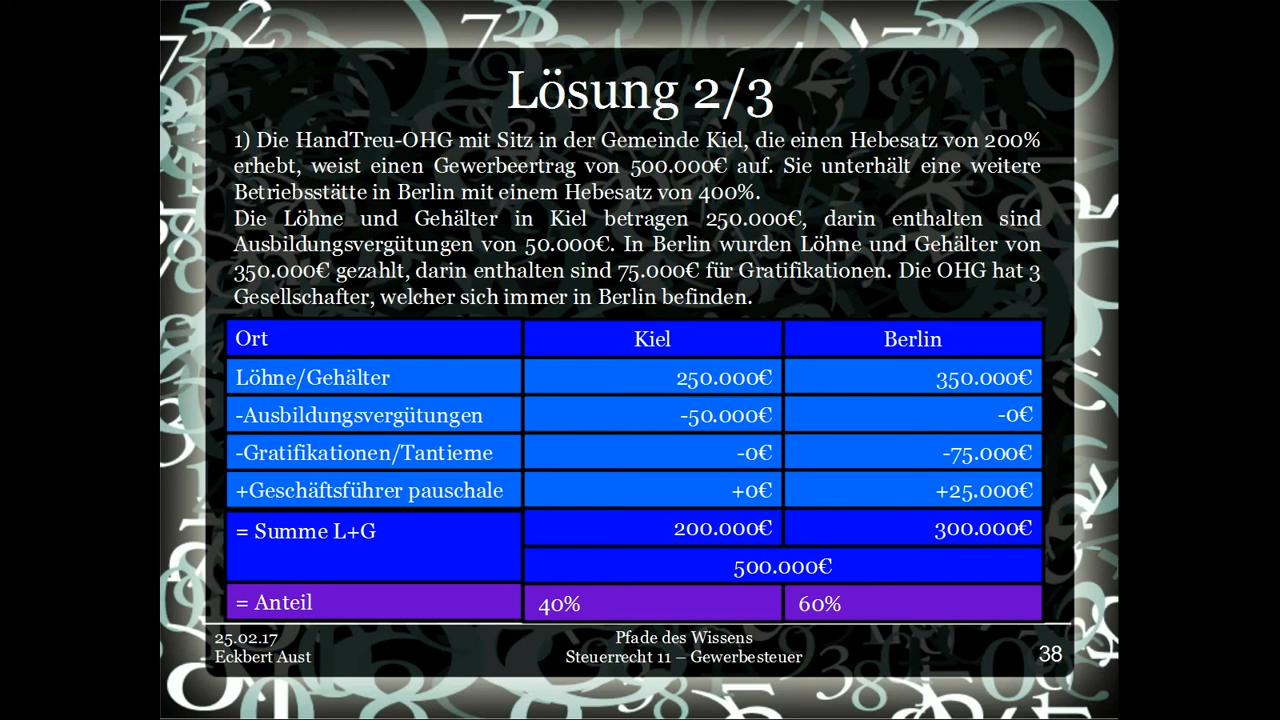 Lösung 2/3
1) Die HandTreu-OHG mit Sitz in der Gemeinde Kiel, die einen Hebesatz von 200%
erhebt, weist einen Gewerbeertrag von 500.000€ auf. Sie unterhält eine weitere
Betriebsstätte in Berlin mit einem Hebesatz von 400%.
Die Löhne und Gehälter in Kiel betragen 250.000€, darin enthalten sind
Ausbildungsvergütungen von 50.000€. In Berlin wurden Löhne und Gehälter von
350.000€ gezahlt, darin enthalten sind 75.000€ für Gratifikationen. Die OHG hat 3
Gesellschafter, welcher sich immer in Berlin befinden.
Ort Kiel Berlin
Löhne/Gehälter 250.000€ 350.000€
-Ausbildungsvergütungen -50.000€ -0€
-Gratifikationen/Tantieme -0€ -75.000€
+Geschäftsführer pauschale +0€ +25.000€
= Summe L+G 200.000€ 300.000€
500.000€
= Anteil 40% 60%
25.02.17 Pfade des Wissens
Eckbert Aust Steuerrecht 11 – Gewerbesteuer 38